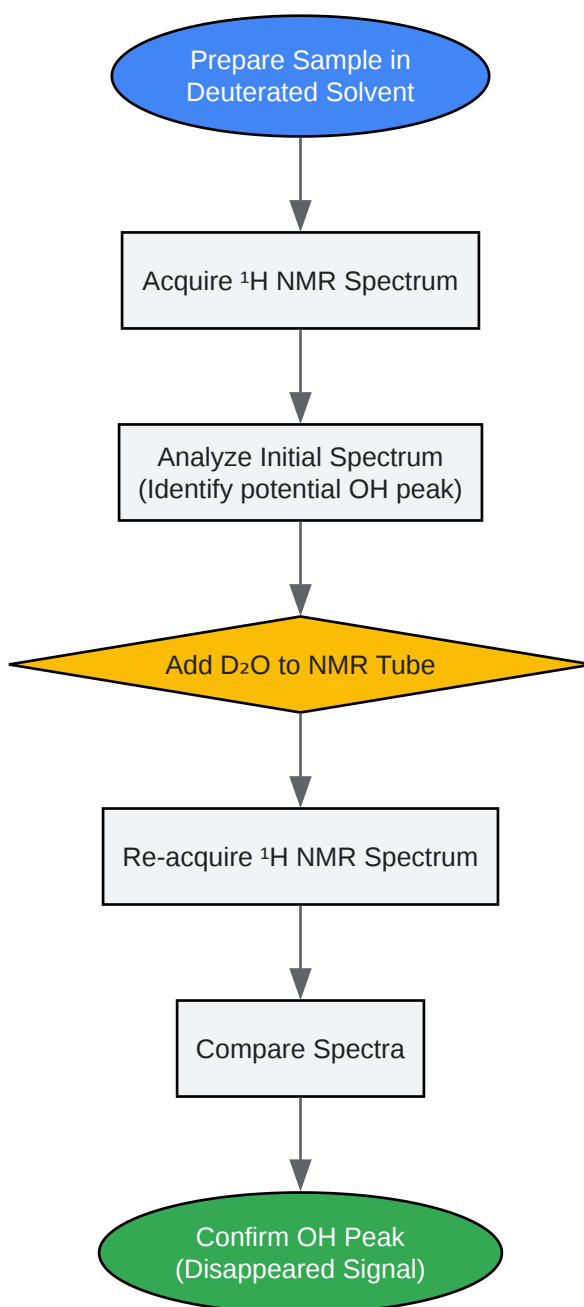 Prepare Sample in
Deuterated Solvent
Acquire ¹H NMR Spectrum
Analyze Initial Spectrum
(Identify potential OH peak)
Add D₂O to NMR Tube
Re-acquire ¹H NMR Spectrum
Compare Spectra
Confirm OH Peak
(Disappeared Signal)